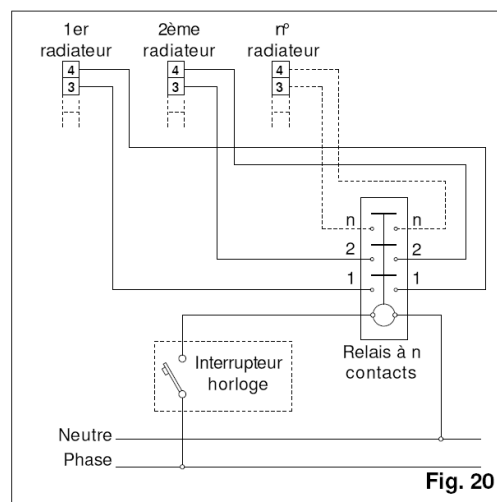 1er
radiateur
2ème
radiateur
n°
radiateur
4
3
4
3
4
3
n
n
2
2
1
1
Interrupteur
horloge
Relais à n
contacts
Neutre
Phase
Fig. 20